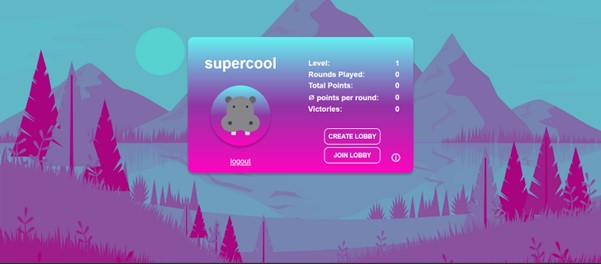 supercool
logout
Level: 1
Rounds Played: 0
Total Points: 0
Ø points per round: 0
Victories: 0
CREATE LOBBY
JOIN LOBBY